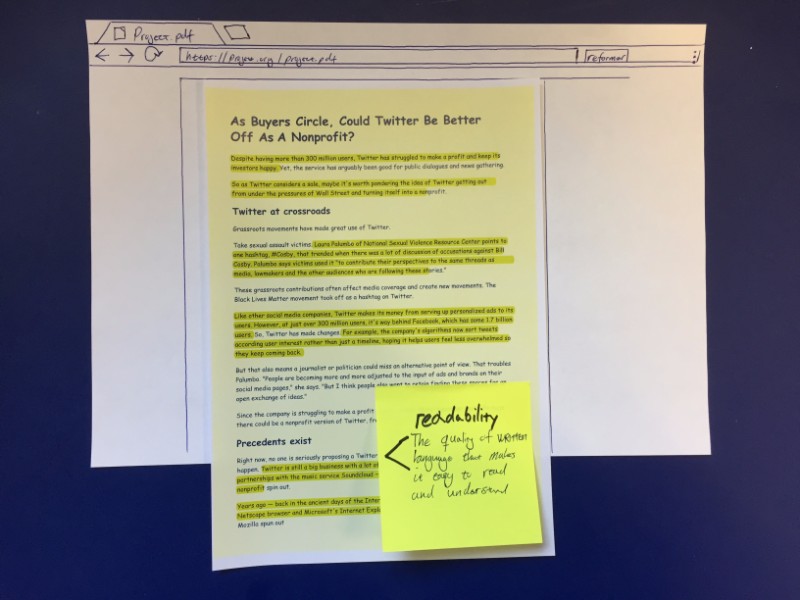 Project.pdf
https://project.org/project.pdf
reformer
As Buyers Circle, Could Twitter Be Better
Off As A Nonprofit?
Despite having more than 300 million users, Twitter has struggled to make a profit and keep its
investors happy. Yet, the service has arguably been good for public dialogues and news gathering.
So as Twitter considers a sale, maybe it's worth pondering the idea of Twitter getting out
from under the pressures of Wall Street and turning itself into a nonprofit.
Twitter at crossroads
Grassroots movements have made great use of Twitter.
Take sexual assault victims. Laura Palumbo of National Sexual Violence Resource Center points to
one hashtag, #Cosby, that trended when there was a lot of discussion of accusations against Bill
Cosby. Palumbo says victims used it "to contribute their perspectives to the same threads as
media, lawmakers and the other audiences who are following these stories."
These grassroots contributions often affect media coverage and create new movements. The
Black Lives Matter movement took off as a hashtag on Twitter.
Like other social media companies, Twitter makes its money from serving up personalized ads to its
users. However, at just over 300 million users, it's way behind Facebook, which has some 1.7 billion
users. So, Twitter has made changes. For example, the company's algorithms now sort tweets
according user interest rather than just a timeline, hoping it helps users feel less overwhelmed so
they keep coming back.
But that also means a journalist or politician could miss an alternative point of view. That troubles
Palumbo. "People are becoming more and more adjusted to the input of ads and brands on their
social media pages," she says. "But I think people also want to retain finding these spaces for an
open exchange of ideas."
Since the company is struggling to make a profit
there could be a nonprofit version of Twitter,
Precedents exist
Right now, no one is seriously proposing a Twitter
happen. Twitter is still a big business with a lot of
partnerships with the music service Soundcloud –
nonprofit spin out.
Years ago — back in the ancient days of the Inter
Netscape browser and Microsoft's Internet Expl
Mozilla spun out
readability
The quality of WRITTEN
language that makes
it easy to read
and understand